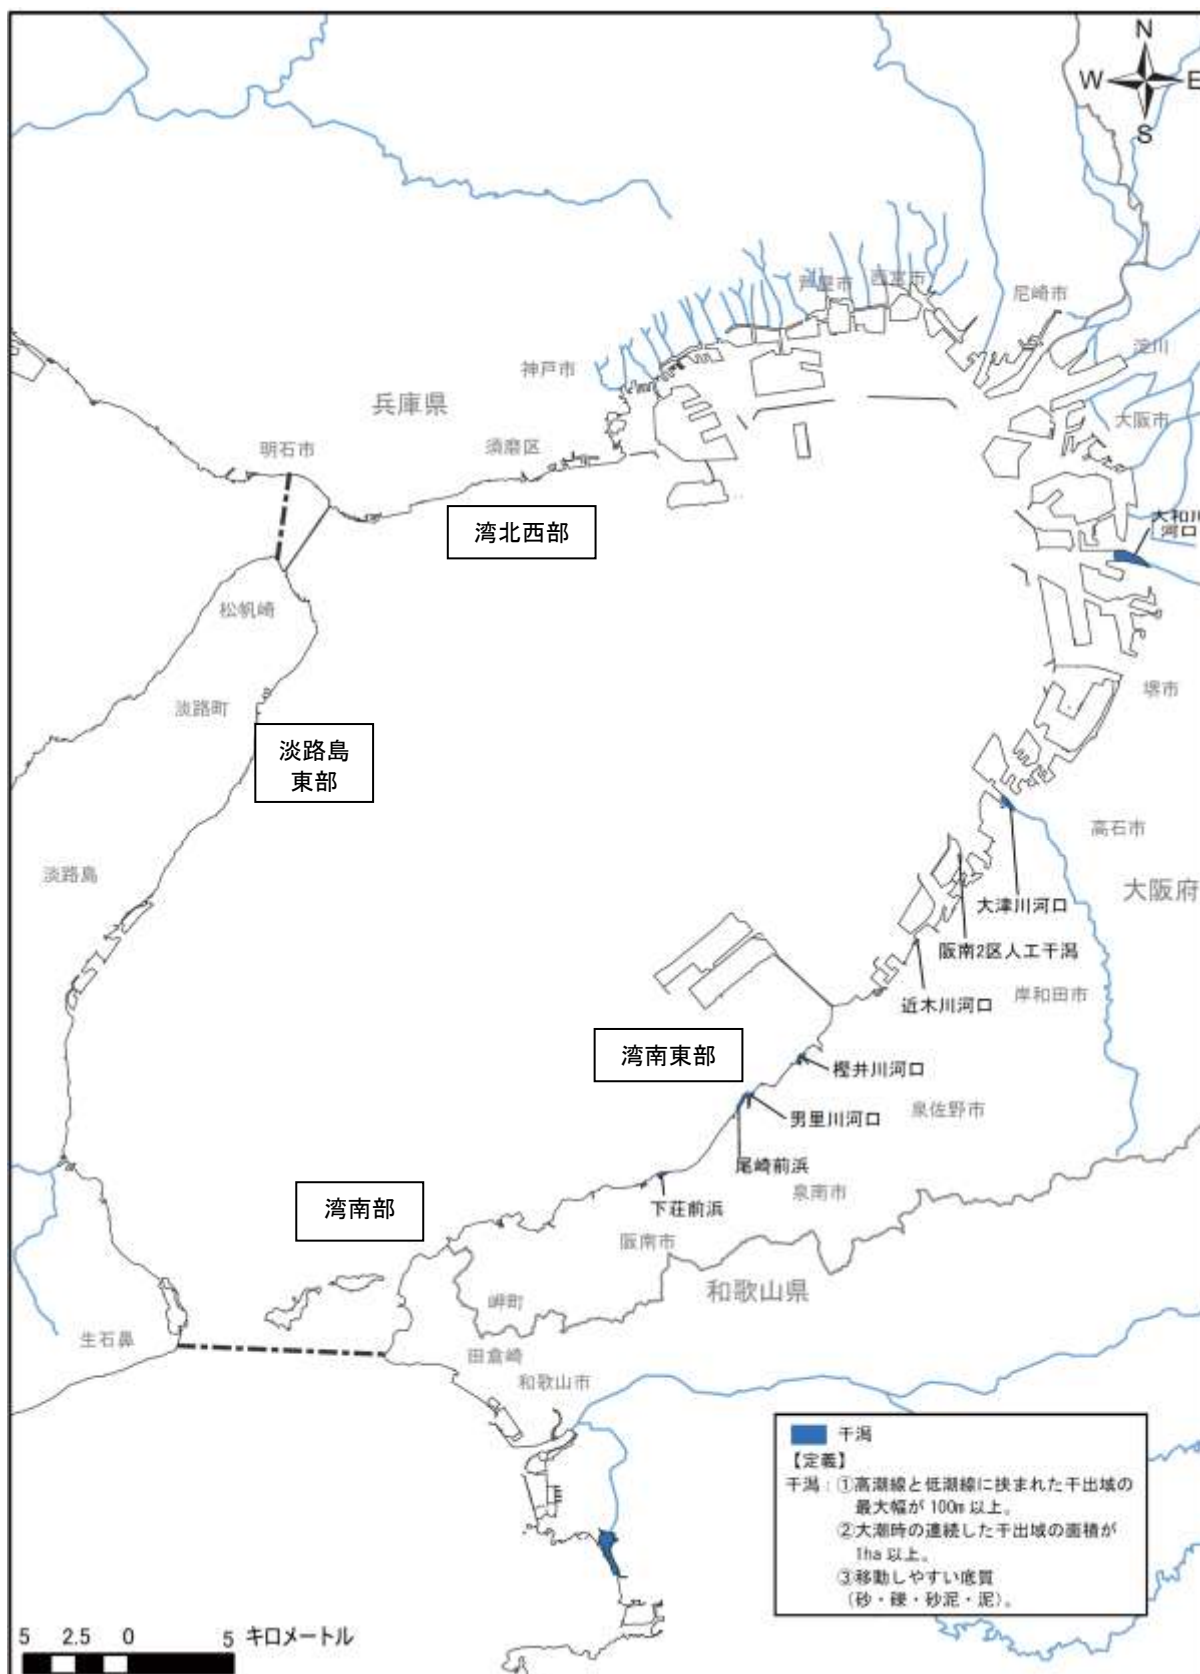 N
W E
S
芦屋市
西宮市
尼崎市
淀川
神戸市
兵庫県
大阪市
明石市
須磨区
湾北西部
大和川
河口
松帆崎
淡路町
堺市
淡路島
東部
高石市
淡路島
大阪府
大津川河口
阪南2区人工干潟
岸和田市
近木川河口
湾南東部
樫井川河口
泉佐野市
男里川河口
尾崎前浜
泉南市
下荘前浜
湾南部
阪南市
和歌山県
岬町
生石鼻
田倉崎
和歌山市
干潟
【定義】
干潟：①高潮線と低潮線に挟まれた干出域の
最大幅が 100m 以上。
②大潮時の連続した干出域の面積が
1ha 以上。
③移動しやすい底質
（砂・礫・砂泥・泥）。
5 2.5 0 5 キロメートル